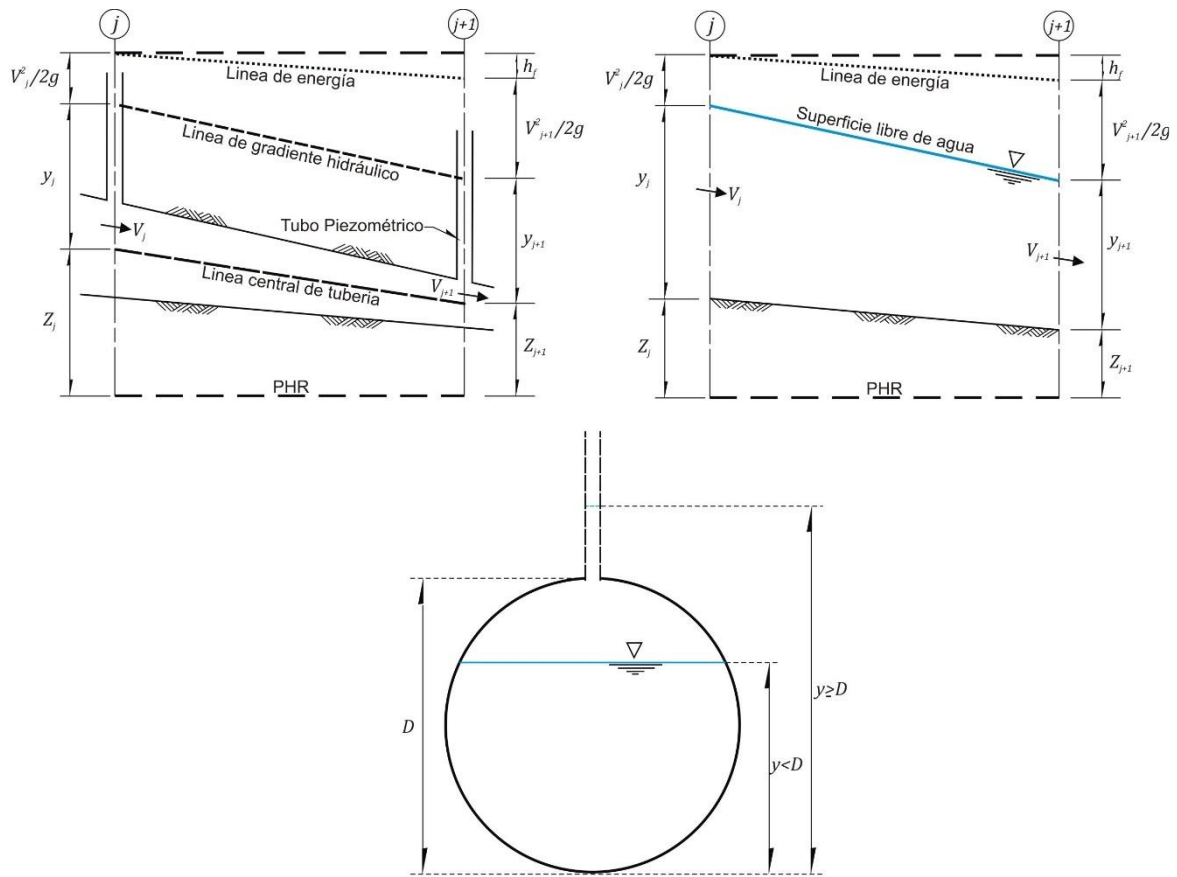 j
j+1
V²j/2g
Linea de energía
hf
Línea de gradiente hidráulico
V²j+1/2g
yj
Tubo Piezométrico
Vj
yj+1
Linea central de tuberia
Vj+1
Zj
Zj+1
PHR
j
j+1
V²j/2g
Linea de energía
hf
Superficie libre de agua
V²j+1/2g
yj
Vj
yj+1
Vj+1
Zj
Zj+1
PHR
D
y<D
y≥D